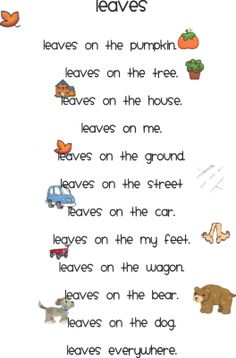 leaves
leaves on the pumpkin.
leaves on the tree.
leaves on the house.
leaves on me.
leaves on the ground.
leaves on the street
leaves on the car.
leaves on the my feet.
leaves on the wagon.
leaves on the bear.
leaves on the dog.
leaves everywhere.